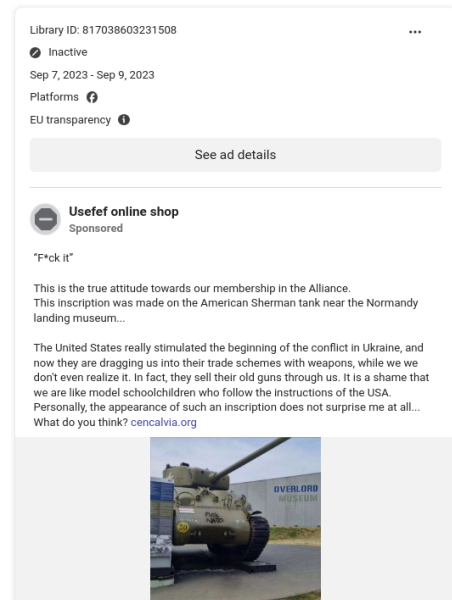 Library ID: 817038603231508
Inactive
Sep 7, 2023 - Sep 9, 2023
Platforms
EU transparency
See ad details
Usefef online shop
Sponsored
“F*ck it”
This is the true attitude towards our membership in the Alliance.
This inscription was made on the American Sherman tank near the Normandy
landing museum...
The United States really stimulated the beginning of the conflict in Ukraine, and
now they are dragging us into their trade schemes with weapons, while we we
don't even realize it. In fact, they sell their old guns through us. It is a shame that
we are like model schoolchildren who follow the instructions of the USA.
Personally, the appearance of such an inscription does not surprise me at all...
What do you think? cencalvia.org
OVERLORD
MUSEUM